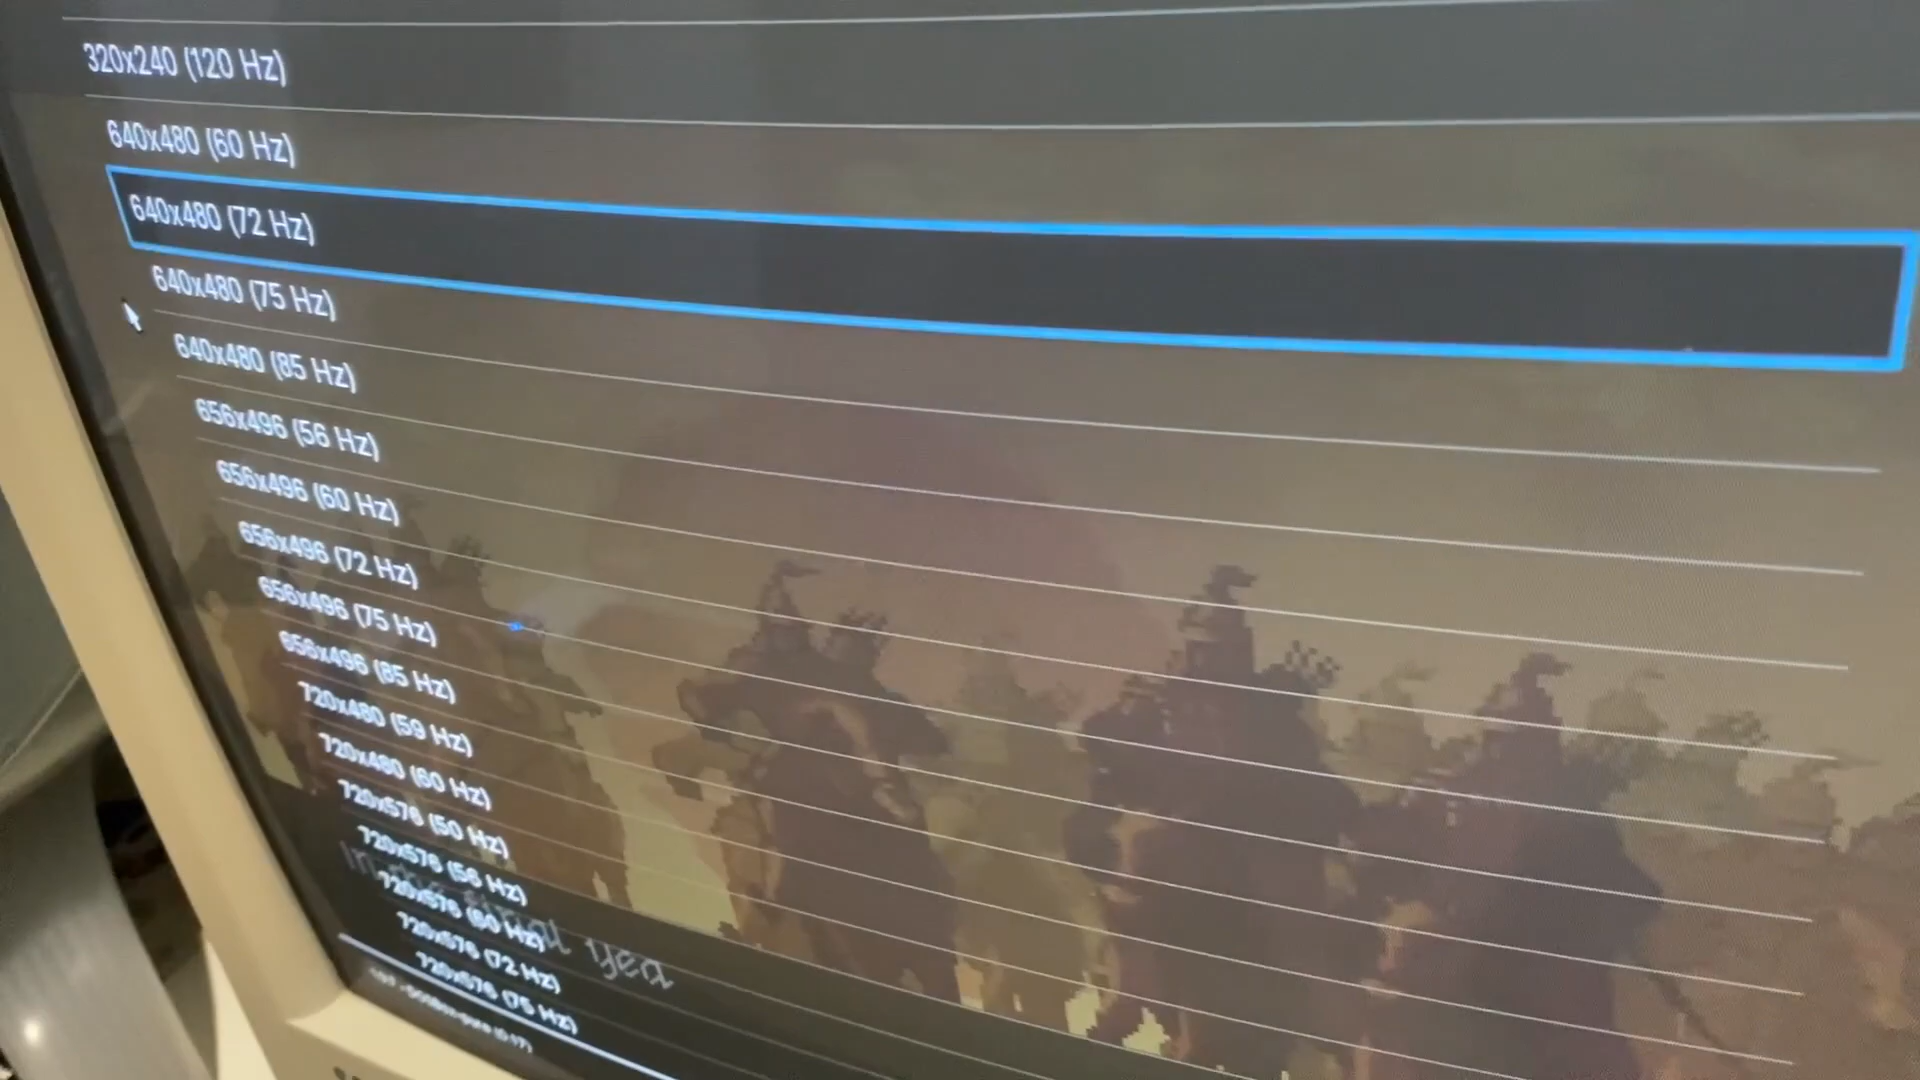 320x240 (120 Hz)
640x480 (60 Hz)
640x480 (72 Hz)
640x480 (75 Hz)
640x480 (85 Hz)
656x496 (56 Hz)
656x496 (60 Hz)
656x496 (72 Hz)
656x496 (75 Hz)
656x496 (85 Hz)
720x480 (59 Hz)
720x480 (60 Hz)
720x576 (50 Hz)
720x576 (56 Hz)
720x576 (60 Hz)
720x576 (72 Hz)
720x576 (75 Hz)